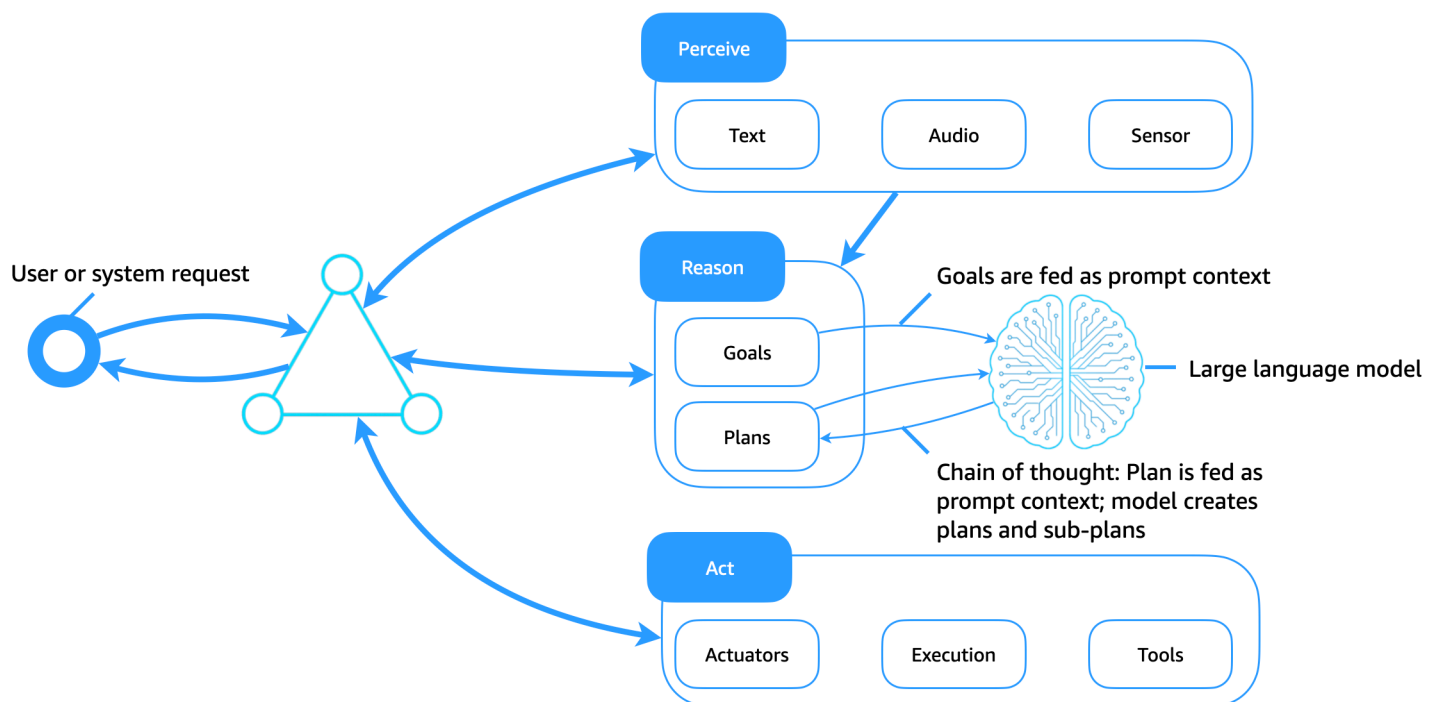 Perceive
Text
Audio
Sensor
User or system request
Reason
Goals are fed as prompt context
Goals
Large language model
Plans
Chain of thought: Plan is fed as
prompt context; model creates
plans and sub-plans
Act
Actuators
Execution
Tools